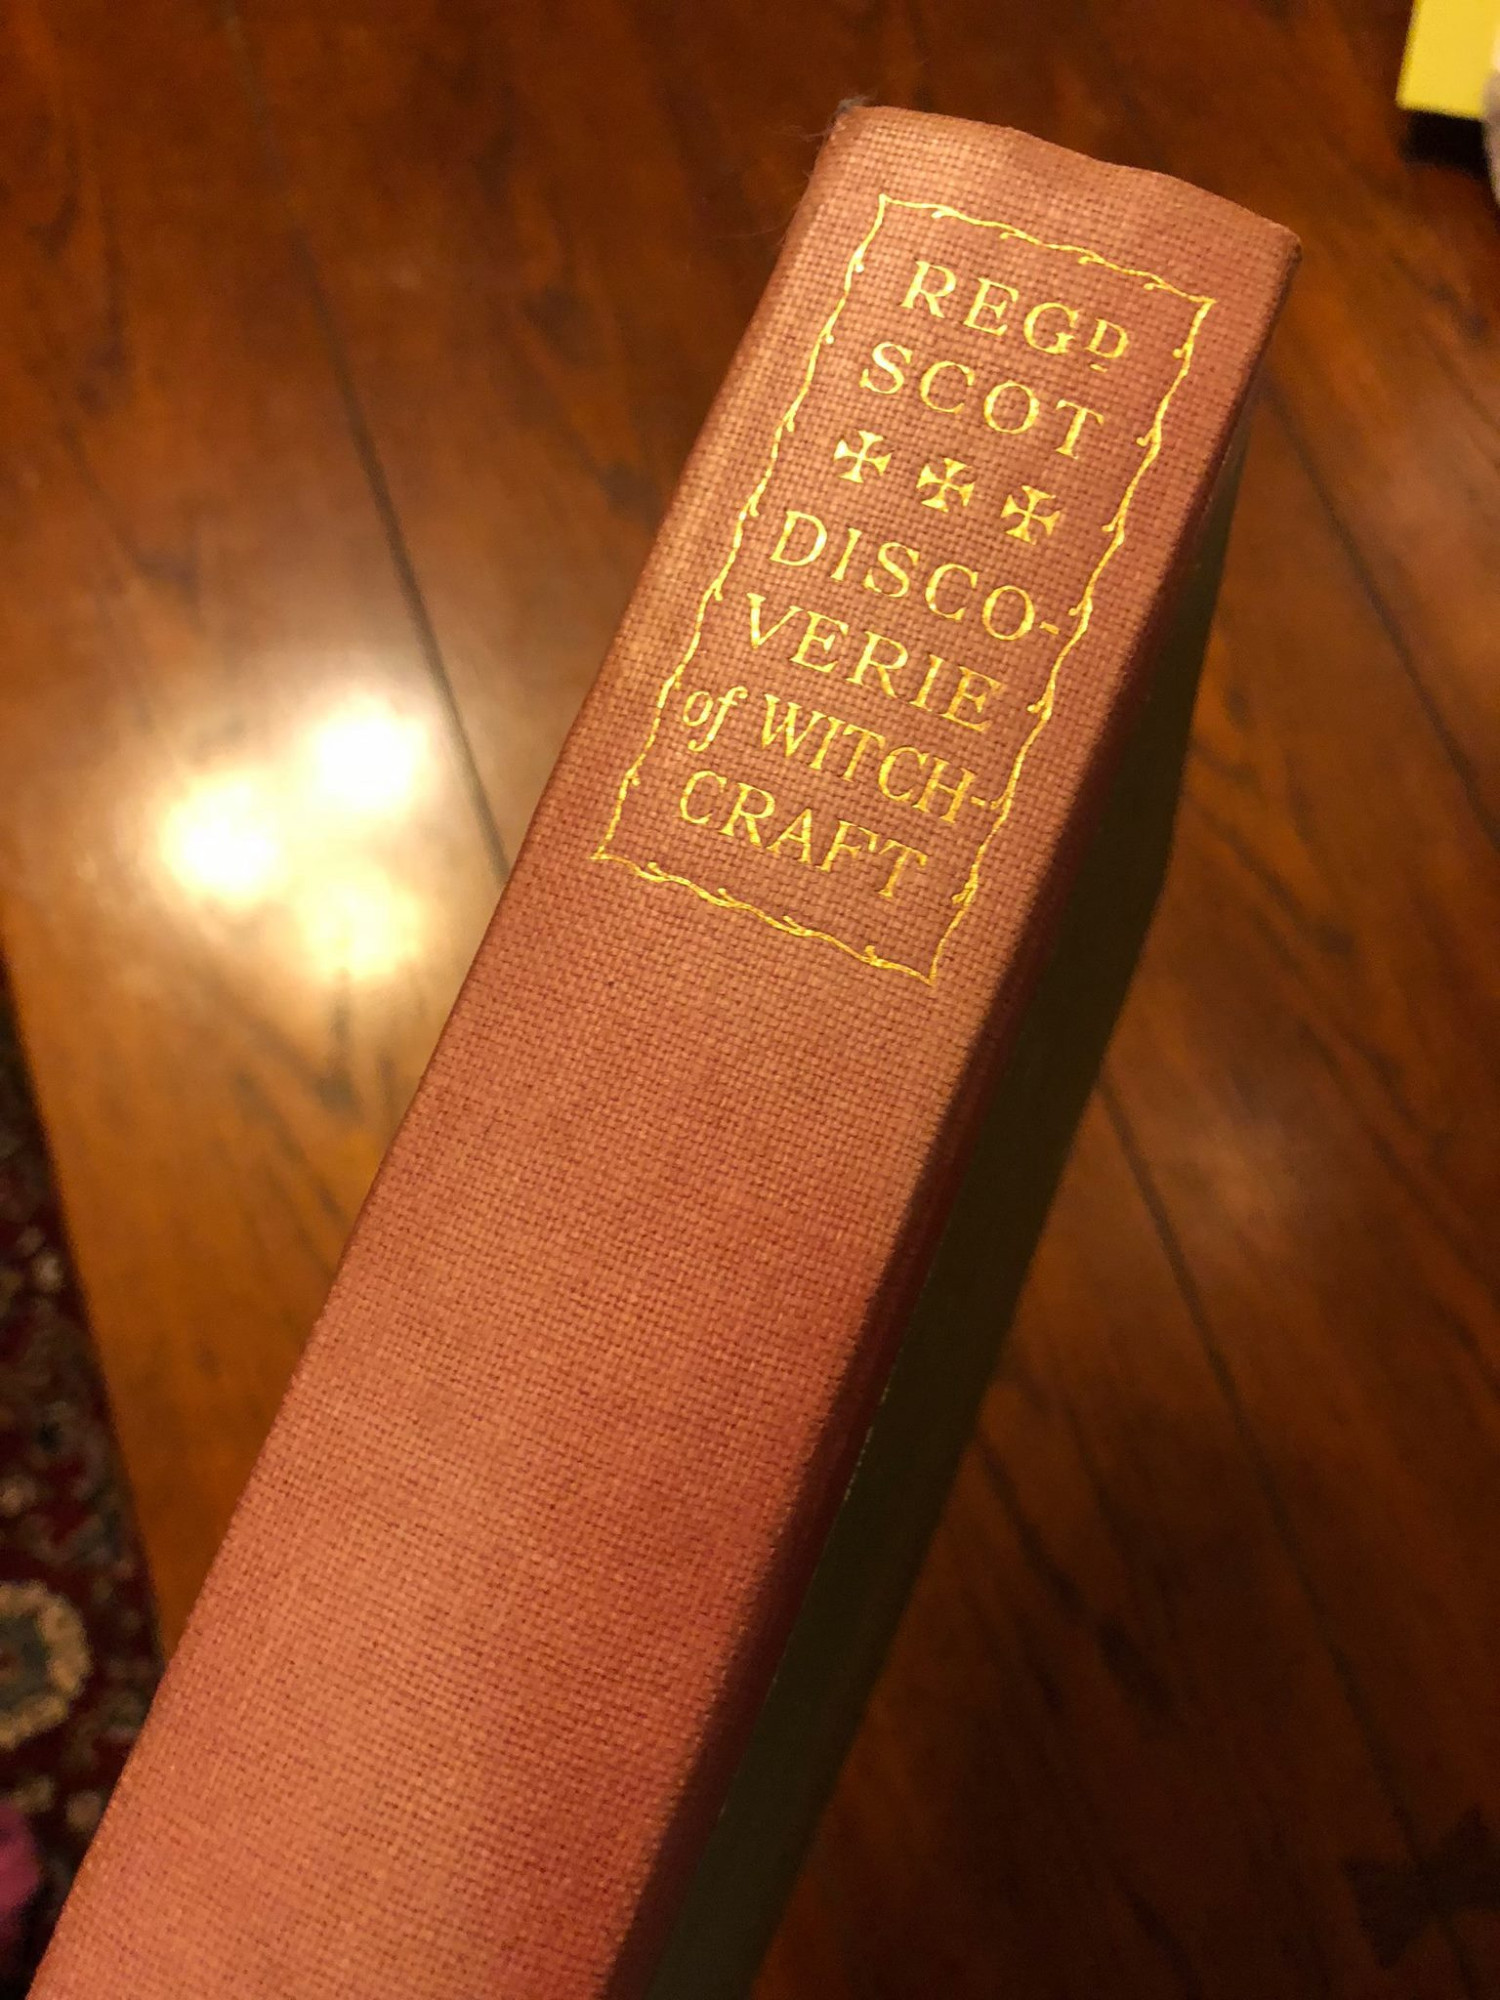 REGD
SCOT
✠ ✠ ✠
DISCO-
VERIE
of WITCH-
CRAFT